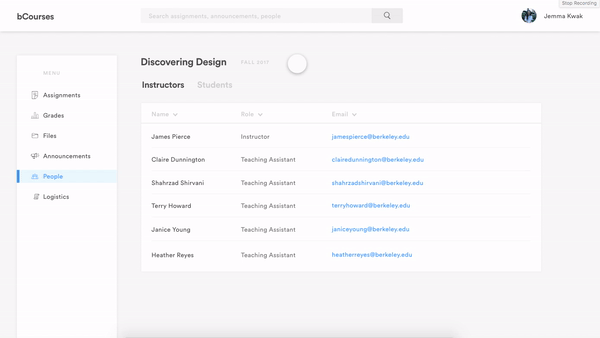 Stop Recording
bCourses
Search assignments, announcements, people.
Jemma Kwak
Discovering Design FALL 2017
Instructors Students
MENU
Assignments
Grades
Files
Announcements
People
Logistics
Name Role Email
James Pierce Instructor jamespierce@berkeley.edu
Claire Dunnington Teaching Assistant clairedunnington@berkeley.edu
Shahrzad Shirvani Teaching Assistant shahrzadshirvani@berkeley.edu
Terry Howard Teaching Assistant terryhoward@berkeley.edu
Janice Young Teaching Assistant janiceyoung@berkeley.edu
Heather Reyes Teaching Assistant heatherreyes@berkeley.edu